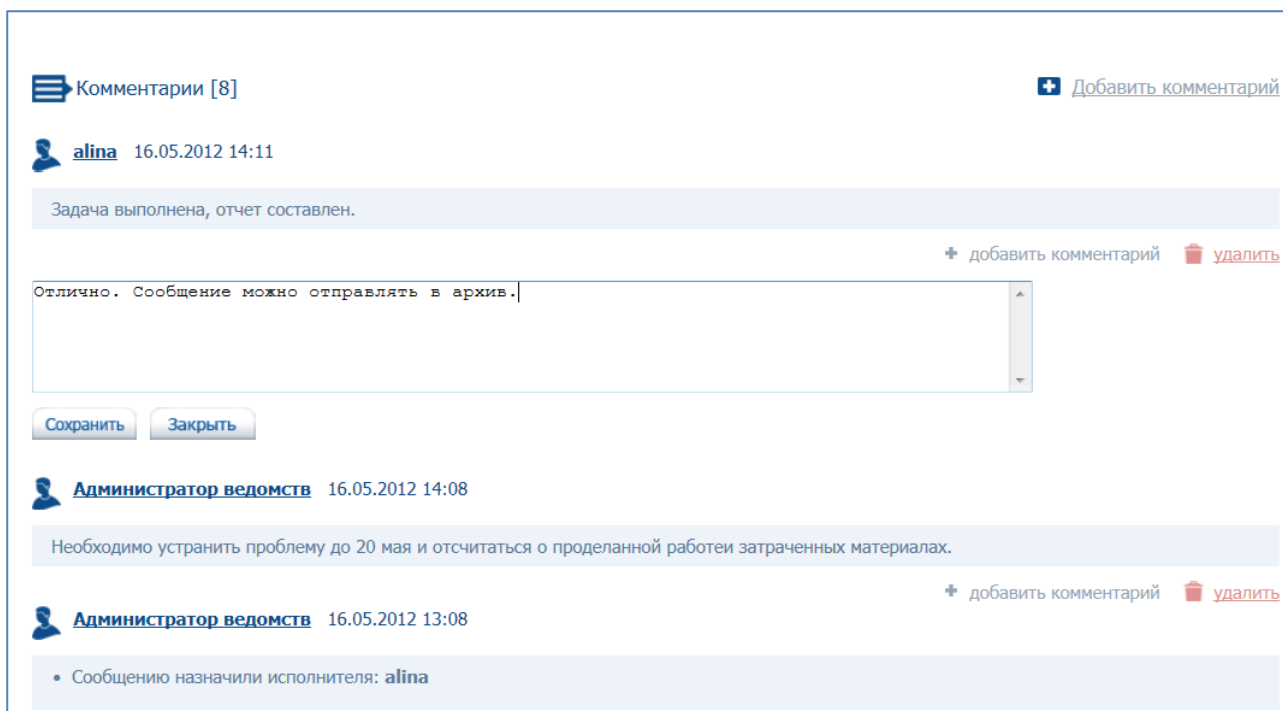 Комментарии [8]
Добавить комментарий
alina 16.05.2012 14:11
Задача выполнена, отчет составлен.
добавить комментарий удалить
Отлично. Сообщение можно отправлять в архив.
Сохранить Закрыть
Администратор ведомств 16.05.2012 14:08
Необходимо устранить проблему до 20 мая и отсчитаться о проделанной работеи затраченных материалах.
добавить комментарий удалить
Администратор ведомств 16.05.2012 13:08
• Сообщению назначили исполнителя: alina